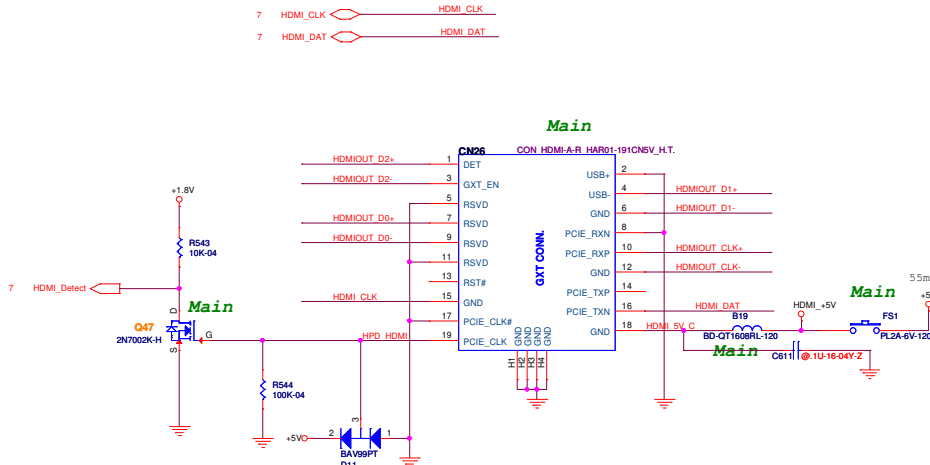 7 HDMI_CLK HDMI_CLK
7 HDMI_DAT HDMI_DAT
Main
CN26 CON_HDMI-A-R_HAR01-191CN5V_H.T.
HDMIOUT_D2+ 1 DET
HDMIOUT_D2- 3 GXT_EN
5 RSVD
HDMIOUT_D0+ 7 RSVD
HDMIOUT_D0- 9 RSVD
11 RSVD
13 RST#
HDMI_CLK 15 GND
17 PCIE_CLK#
HPD_HDMI 19 PCIE_CLK
GXT CONN.
USB+ 2
USB- 4 HDMIOUT_D1+
GND 6 HDMIOUT_D1-
PCIE_RXN 8
PCIE_RXP 10 HDMIOUT_CLK+
GND 12 HDMIOUT_CLK-
PCIE_TXP 14
PCIE_TXN 16 HDMI_DAT
GND 18 HDMI_5V_C
GND GND GND GND
H1 H2 H3 H4
+1.8V
R543
10K-04
7 HDMI_Detect
Main
D
Q47
G
2N7002K-H
S
R544
100K-04
3
+5V 2 1
BAV99PT
D11
55m
Main
HDMI_+5V
+5
B19
FS1
BD-QT1608RL-120
PL2A-6V-120
Main
C611 @.1U-16-04Y-Z